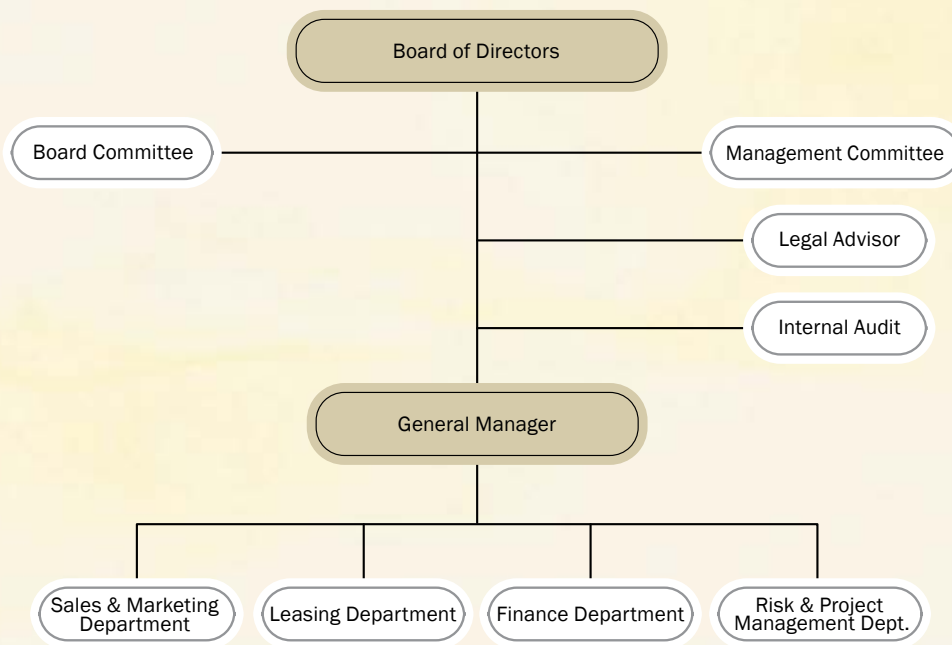 Board of Directors
Board Committee
Management Committee
Legal Advisor
Internal Audit
General Manager
Sales & Marketing
Department
Leasing Department
Finance Department
Risk & Project
Management Dept.